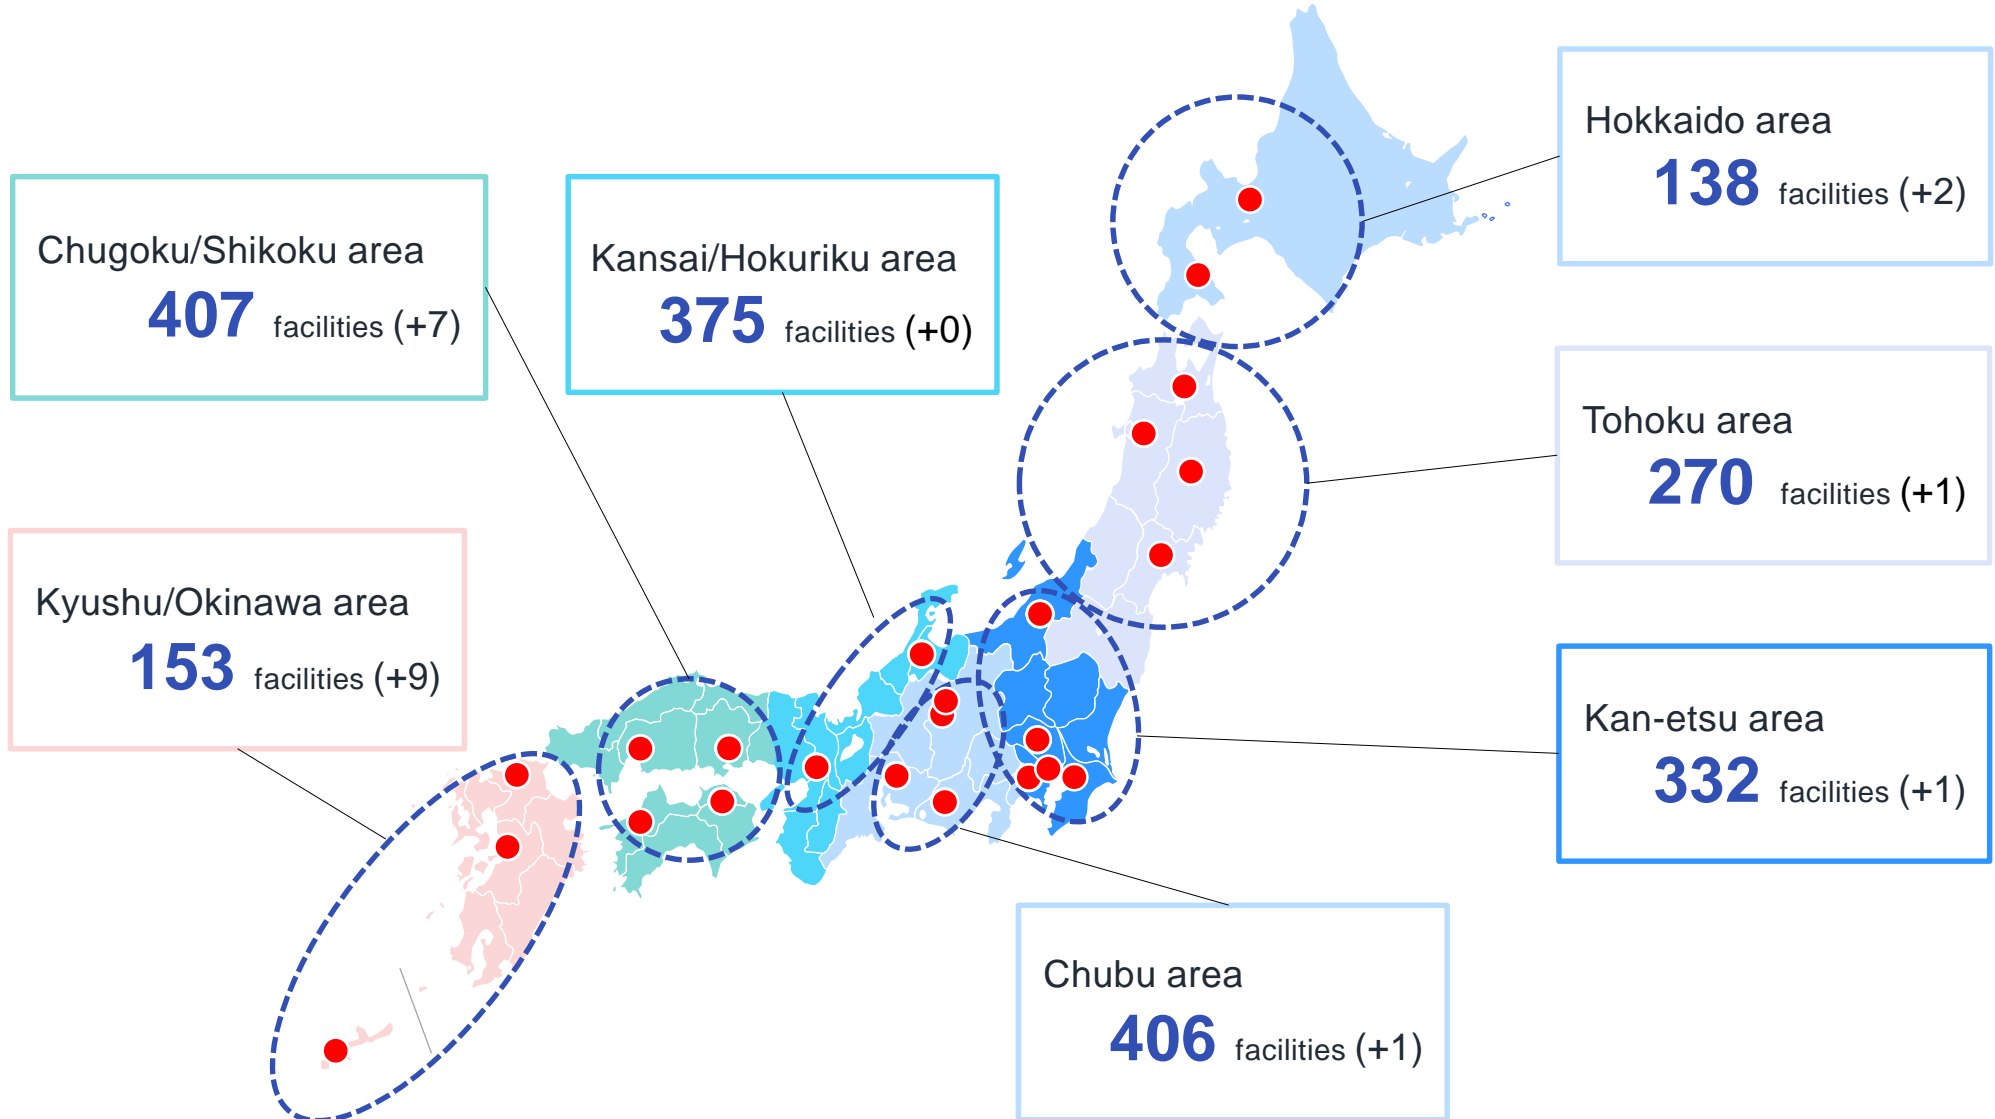 Hokkaido area
138 facilities (+2)
Chugoku/Shikoku area
407 facilities (+7)
Kansai/Hokuriku area
375 facilities (+0)
Tohoku area
270 facilities (+1)
Kyushu/Okinawa area
153 facilities (+9)
Kan-etsu area
332 facilities (+1)
Chubu area
406 facilities (+1)